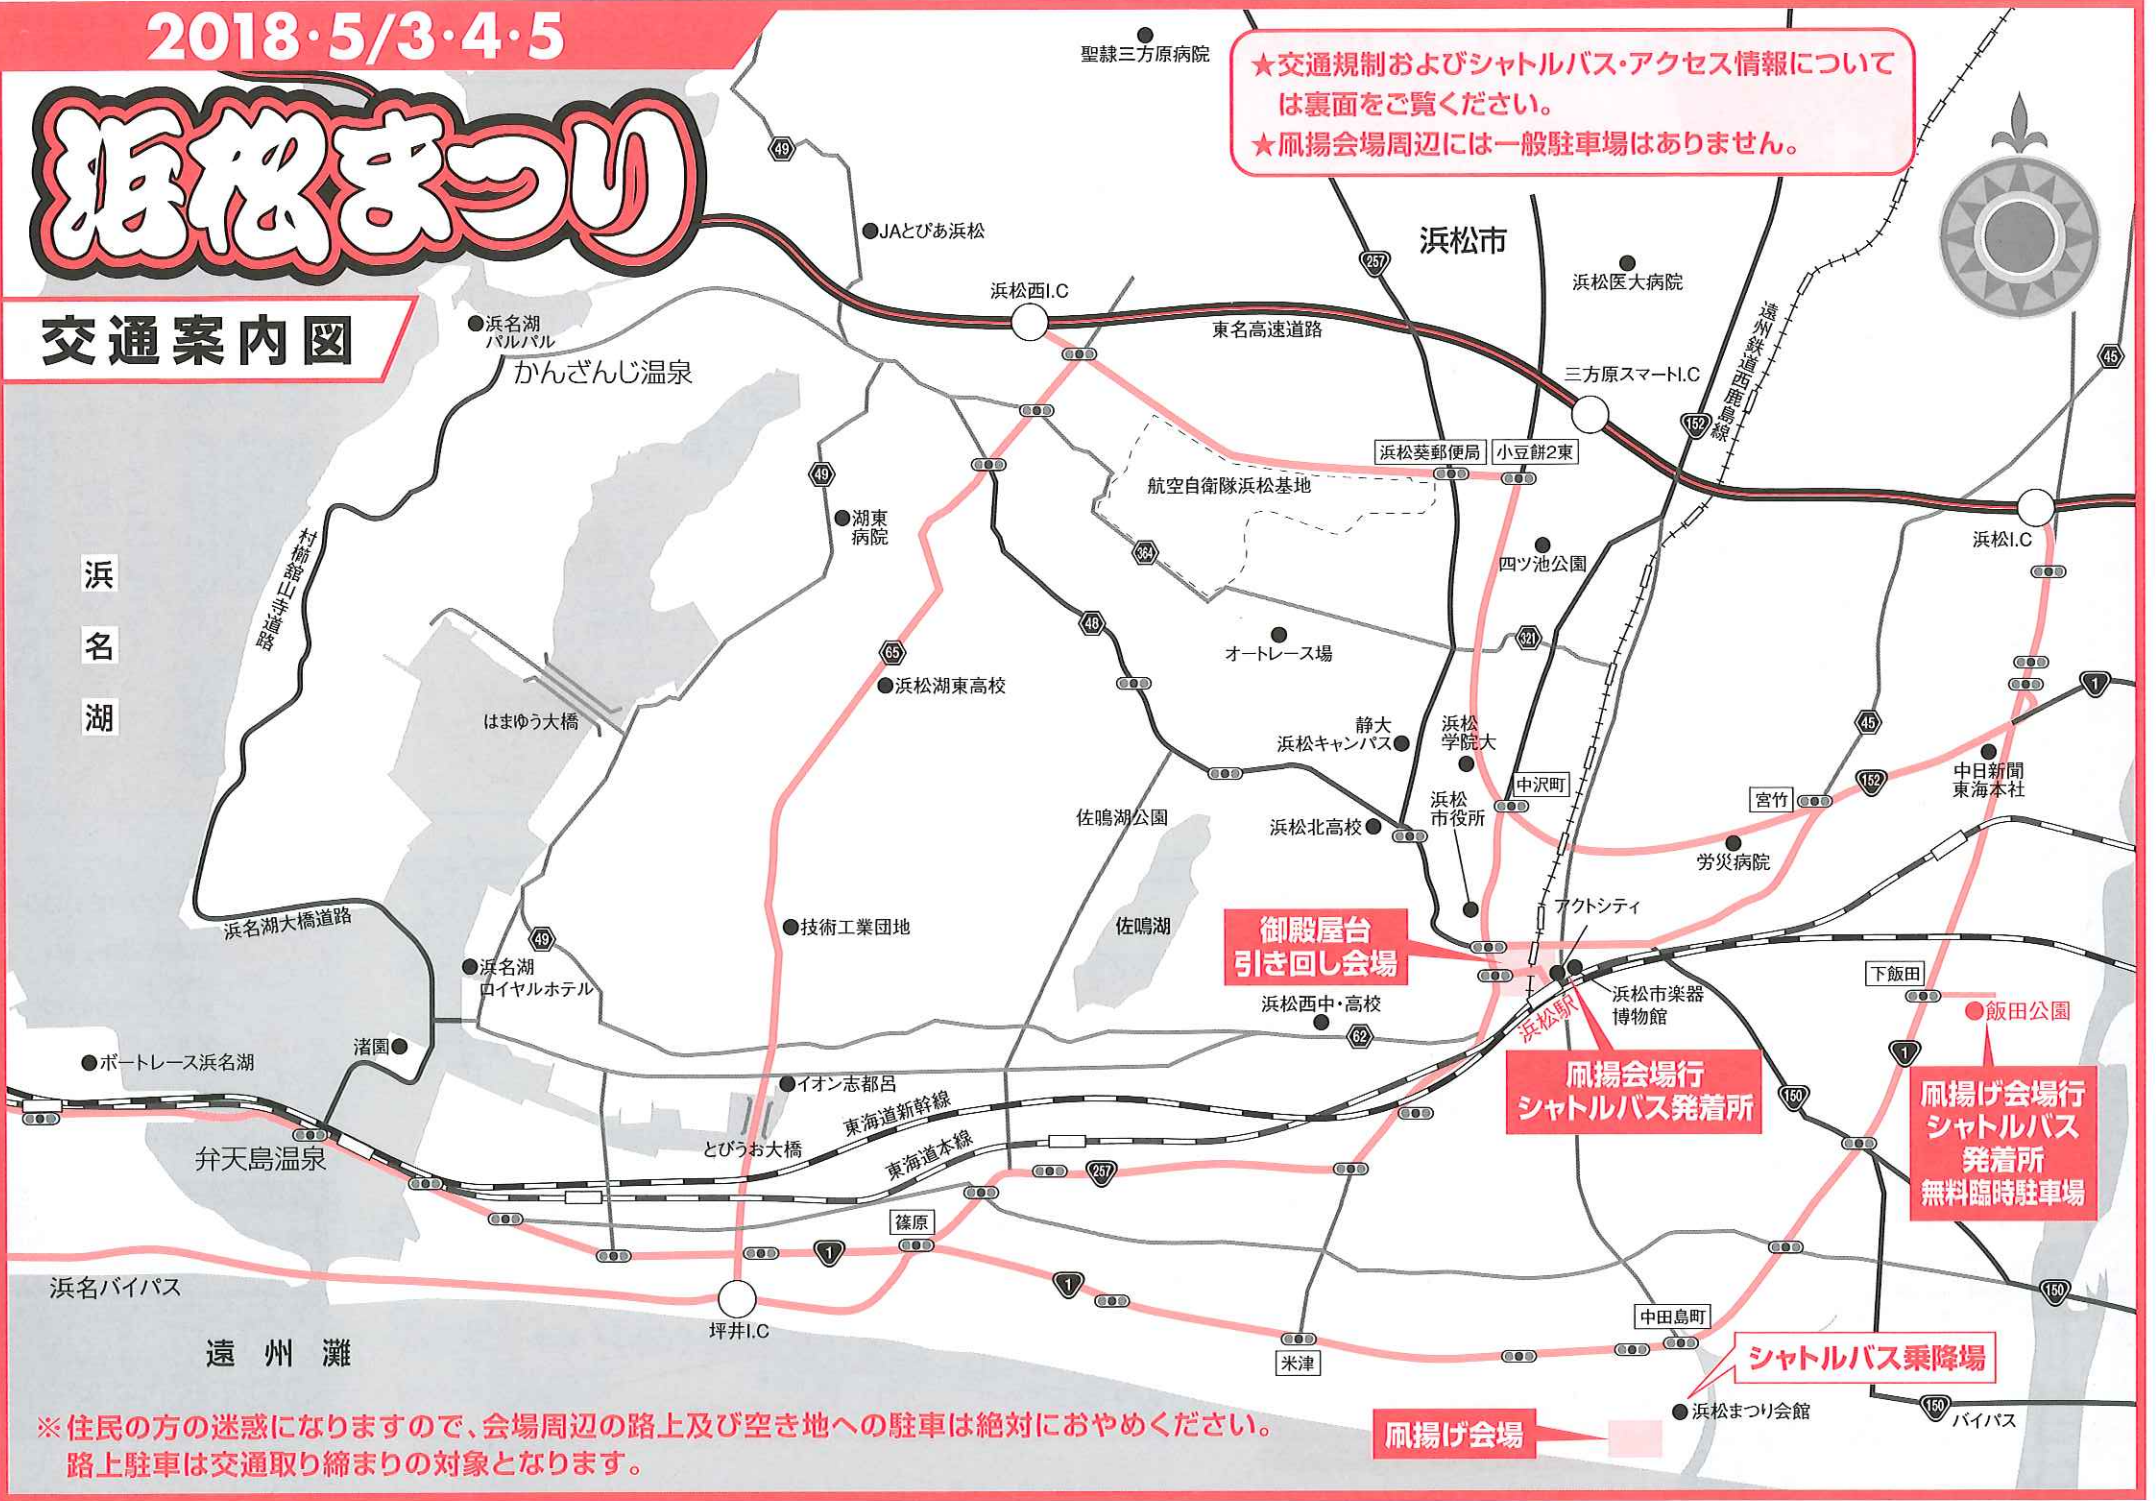 2018・5/3・4・5
浜松まつり
交通案内図
★交通規制およびシャトルバス・アクセス情報について
は裏面をご覧ください。
★凧揚会場周辺には一般駐車場はありません。
聖隷三方原病院
49
JAとぴあ浜松
浜松市
257
浜松医大病院
浜松西I.C
東名高速道路
遠州鉄道西鹿島線
浜名湖
パルパル
かんざんじ温泉
三方原スマートI.C
45
152
浜松葵郵便局
小豆餅2東
航空自衛隊浜松基地
49
湖東
病院
浜松I.C
村櫛舘山寺道路
浜
名
湖
364
四ツ池公園
48
オートレース場
321
65
浜松湖東高校
はまゆう大橋
1
静大
浜松キャンパス
浜松
学院大
45
中沢町
中日新聞
東海本社
152
宮竹
浜松
市役所
佐鳴湖公園
浜松北高校
労災病院
アクトシティ
浜名湖大橋道路
技術工業団地
佐鳴湖
御殿屋台
引き回し会場
49
浜名湖
ロイヤルホテル
下飯田
浜松市楽器
博物館
浜松西中・高校
浜松駅
飯田公園
62
渚園
ボートレース浜名湖
1
凧揚会場行
シャトルバス発着所
イオン志都呂
凧揚げ会場行
シャトルバス
発着所
無料臨時駐車場
150
東海道新幹線
とびうお大橋
東海道本線
弁天島温泉
257
篠原
1
1
浜名バイパス
150
坪井I.C
中田島町
遠州灘
米津
シャトルバス乗降場
浜松まつり会館
150
バイパス
凧揚げ会場
※住民の方の迷惑になりますので、会場周辺の路上及び空き地への駐車は絶対におやめください。
路上駐車は交通取り締まりの対象となります。